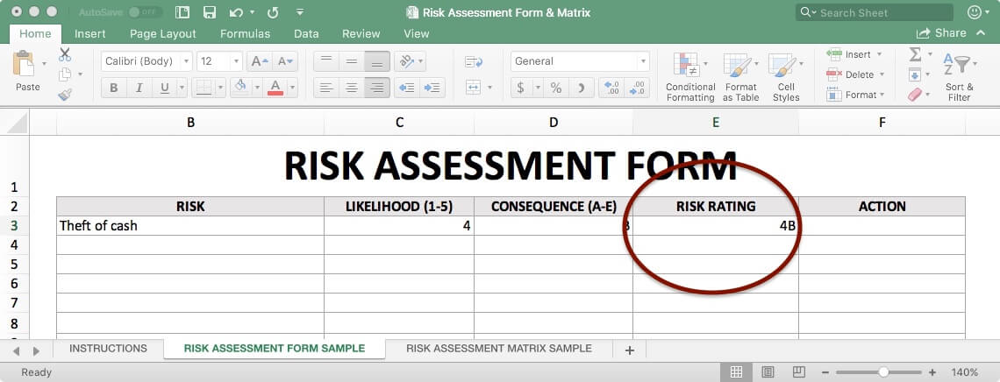 AutoSave OFF Risk Assessment Form & Matrix Search Sheet
Home Insert Page Layout Formulas Data Review View Share
Paste
Calibri (Body) 12 A A
B I U A
General
$ %
Conditional Formatting
Format as Table
Cell Styles
Insert
Delete
Format
Sort & Filter
B C D E F
1 RISK ASSESSMENT FORM
2 RISK LIKELIHOOD (1-5) CONSEQUENCE (A-E) RISK RATING ACTION
3 Theft of cash 4 4B
4
5
6
7
8
INSTRUCTIONS RISK ASSESSMENT FORM SAMPLE RISK ASSESSMENT MATRIX SAMPLE +
Ready 140%